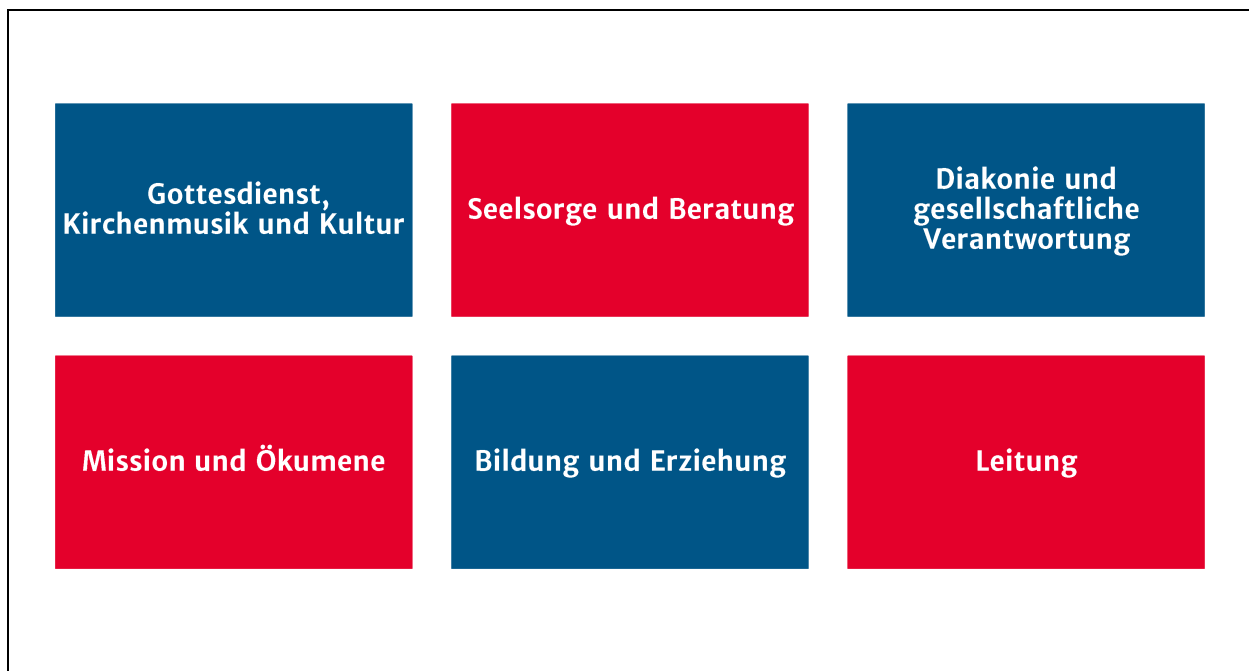 Gottesdienst,
Kirchenmusik und Kultur
Seelsorge und Beratung
Diakonie und
gesellschaftliche
Verantwortung
Mission und Ökumene
Bildung und Erziehung
Leitung